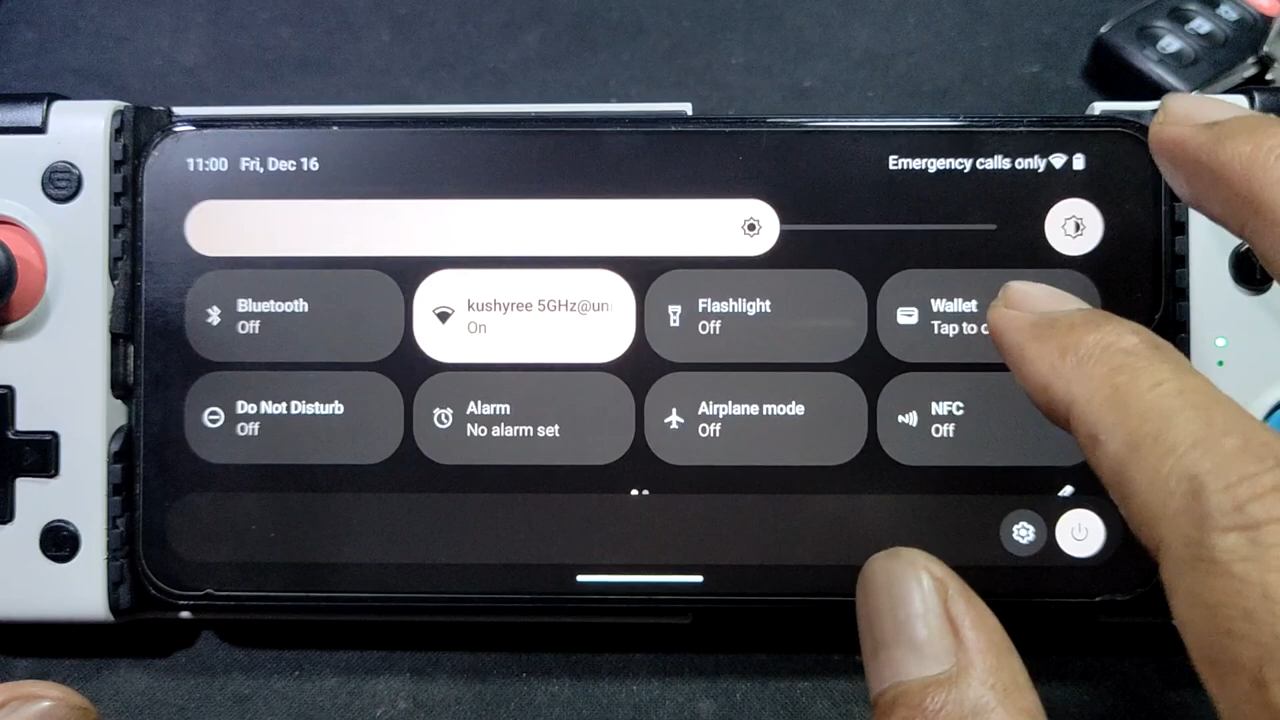 11:00 Fri, Dec 16
Emergency calls only
Bluetooth
Off
kushyree 5GHz@un
On
Flashlight
Off
Wallet
Tap to
Do Not Disturb
Off
Alarm
No alarm set
Airplane mode
Off
NFC
Off